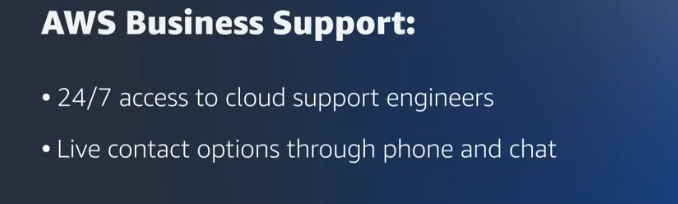 AWS Business Support:
• 24/7 access to cloud support engineers
• Live contact options through phone and chat